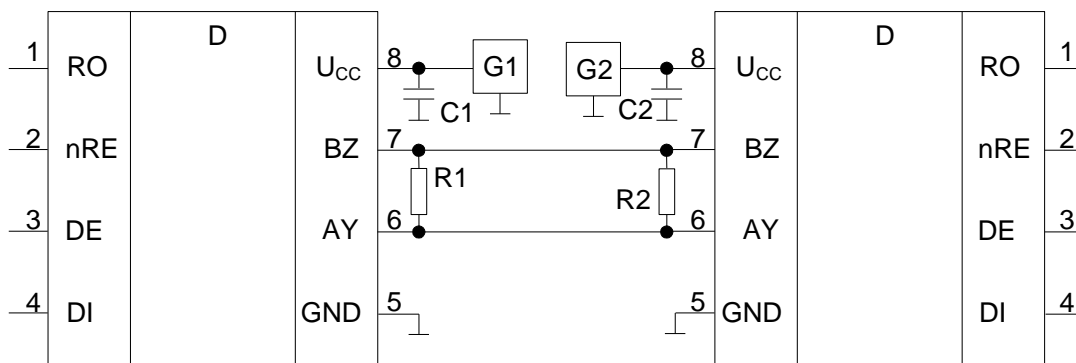 D D
1 RO U_CC 8 G1 G2 8 U_CC RO 1
C1 C2
2 nRE BZ 7 7 BZ nRE 2
R1 R2
3 DE AY 6 6 AY DE 3
4 DI GND 5 5 GND DI 4